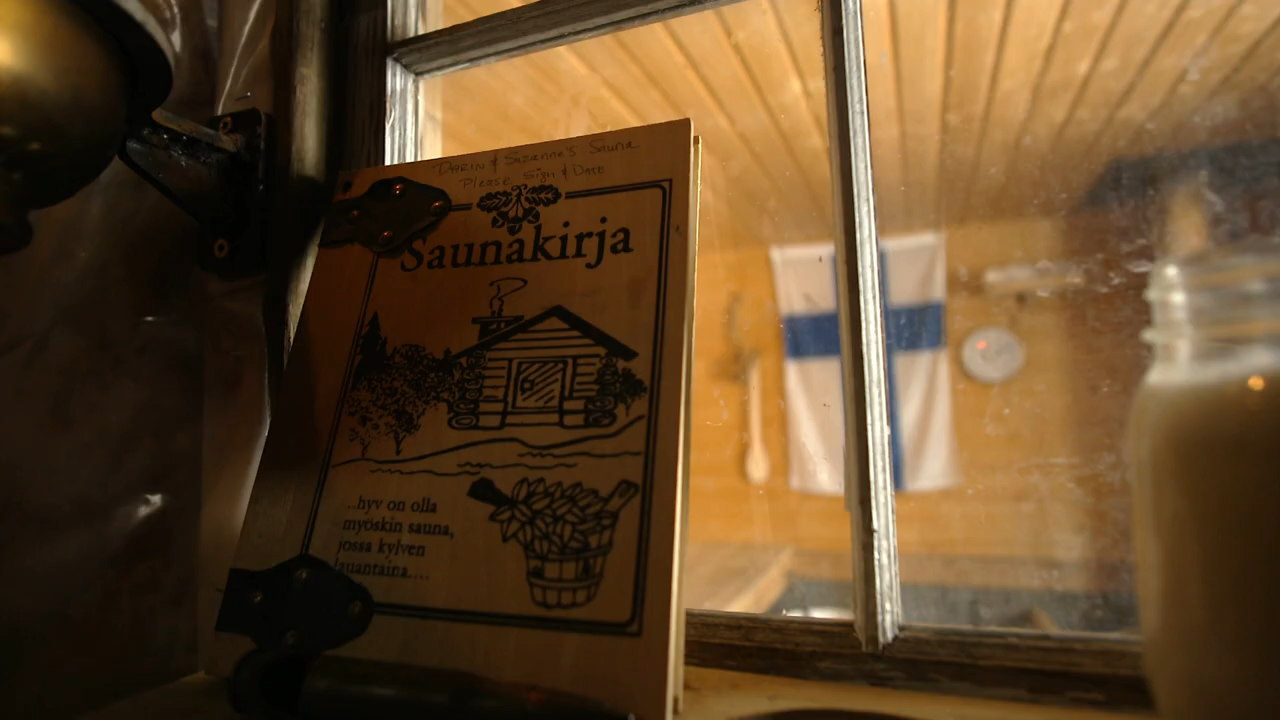 Darin & Suzanne's Sauna
Please Sign & Date
Saunakirja
..hyv on olla
myöskin sauna,
jossa kylven
lauantaina....